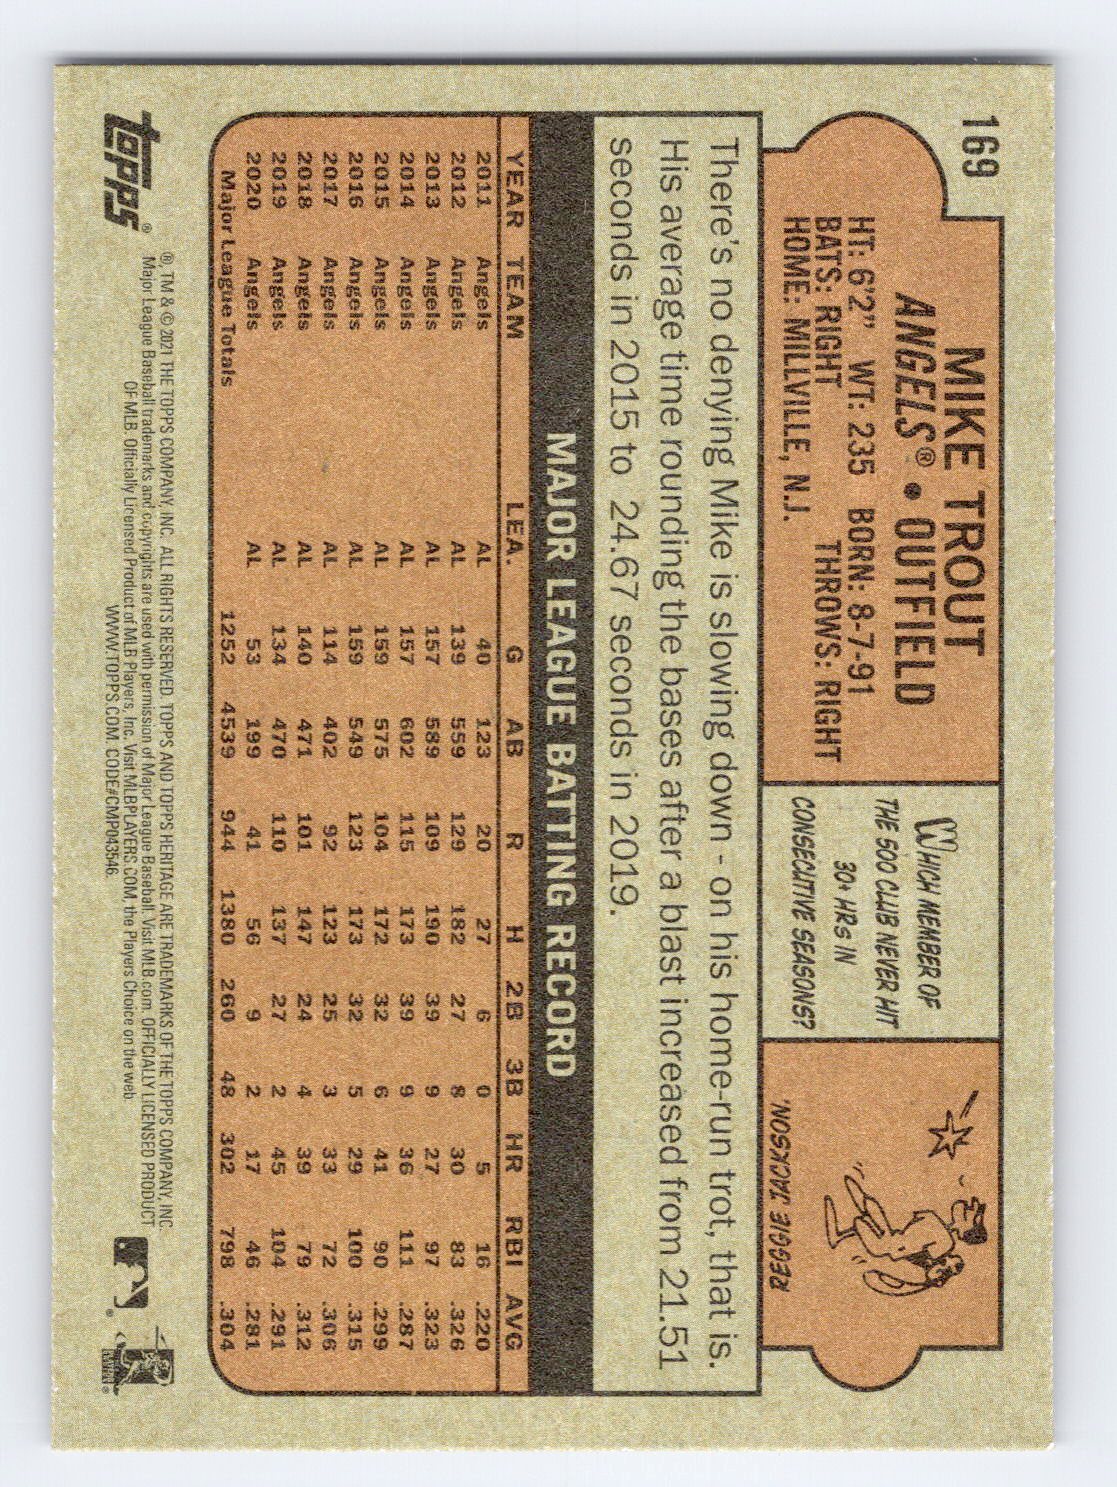 169
MIKE TROUT
ANGELS® • OUTFIELD
HT: 6'2" WT: 235 BORN: 8-7-91
BATS: RIGHT THROWS: RIGHT
HOME: MILLVILLE, N.J.
WHICH MEMBER OF
THE 500 CLUB NEVER HIT
30+ HRs IN
CONSECUTIVE SEASONS?
REGGIE JACKSON.
There's no denying Mike is slowing down - on his home-run trot, that is.
His average time rounding the bases after a blast increased from 21.51
seconds in 2015 to 24.67 seconds in 2019.
MAJOR LEAGUE BATTING RECORD
YEAR TEAM LEA. G AB R H 2B 3B HR RBI AVG
2011 Angels AL 40 123 20 27 6 0 5 16 .220
2012 Angels AL 139 559 129 182 27 8 30 83 .326
2013 Angels AL 157 589 109 190 39 9 27 97 .323
2014 Angels AL 157 602 115 173 39 9 36 111 .287
2015 Angels AL 159 575 104 172 32 6 41 90 .299
2016 Angels AL 159 549 123 173 32 5 29 100 .315
2017 Angels AL 114 402 92 123 25 3 33 72 .306
2018 Angels AL 140 471 101 147 24 4 39 79 .312
2019 Angels AL 134 470 110 137 27 2 45 104 .291
2020 Angels AL 53 199 41 56 9 2 17 46 .281
Major League Totals 1252 4539 944 1380 260 48 302 798 .304
topps®
®, TM & © 2021 THE TOPPS COMPANY, INC. ALL RIGHTS RESERVED. TOPPS AND TOPPS HERITAGE ARE TRADEMARKS OF THE TOPPS COMPANY, INC.
Major League Baseball trademarks and copyrights are used with permission of Major League Baseball. Visit MLB.com. OFFICIALLY LICENSED PRODUCT
OF MLB. Officially Licensed Product of MLB Players, Inc. Visit MLBPLAYERS.COM, the Players Choice on the web.
WWW.TOPPS.COM. CODE#CMP043546.